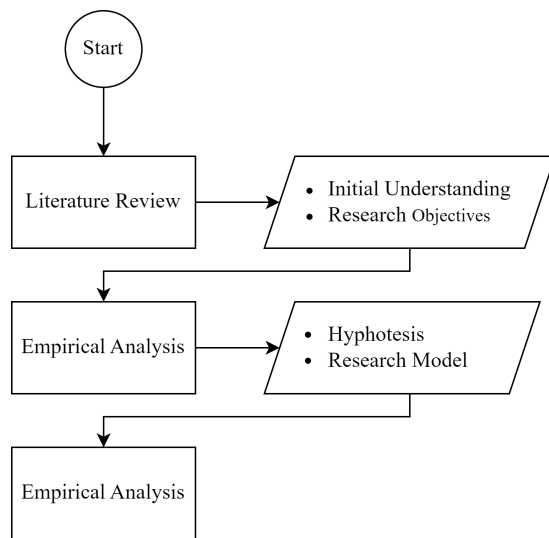 Start
Literature Review
• Initial Understanding
• Research Objectives
Empirical Analysis
• Hyphotesis
• Research Model
Empirical Analysis